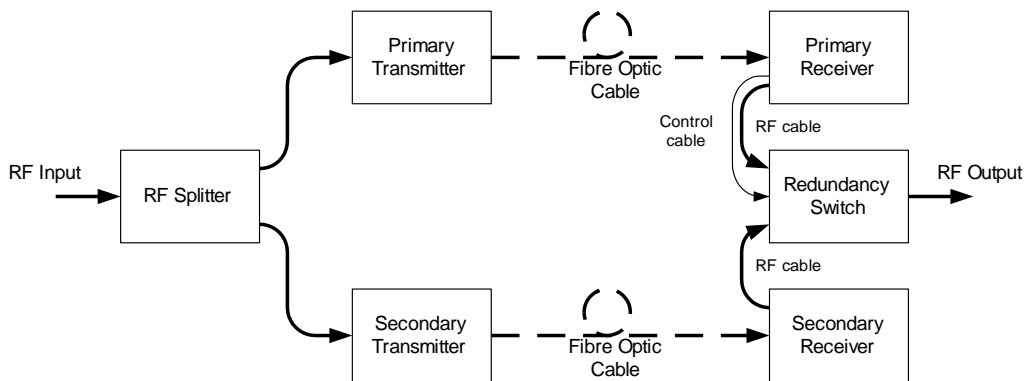 Primary
Transmitter
Fibre Optic
Cable
Primary
Receiver
Control
cable
RF cable
RF Input
RF Splitter
Redundancy
Switch
RF Output
RF cable
Secondary
Transmitter
Fibre Optic
Cable
Secondary
Receiver